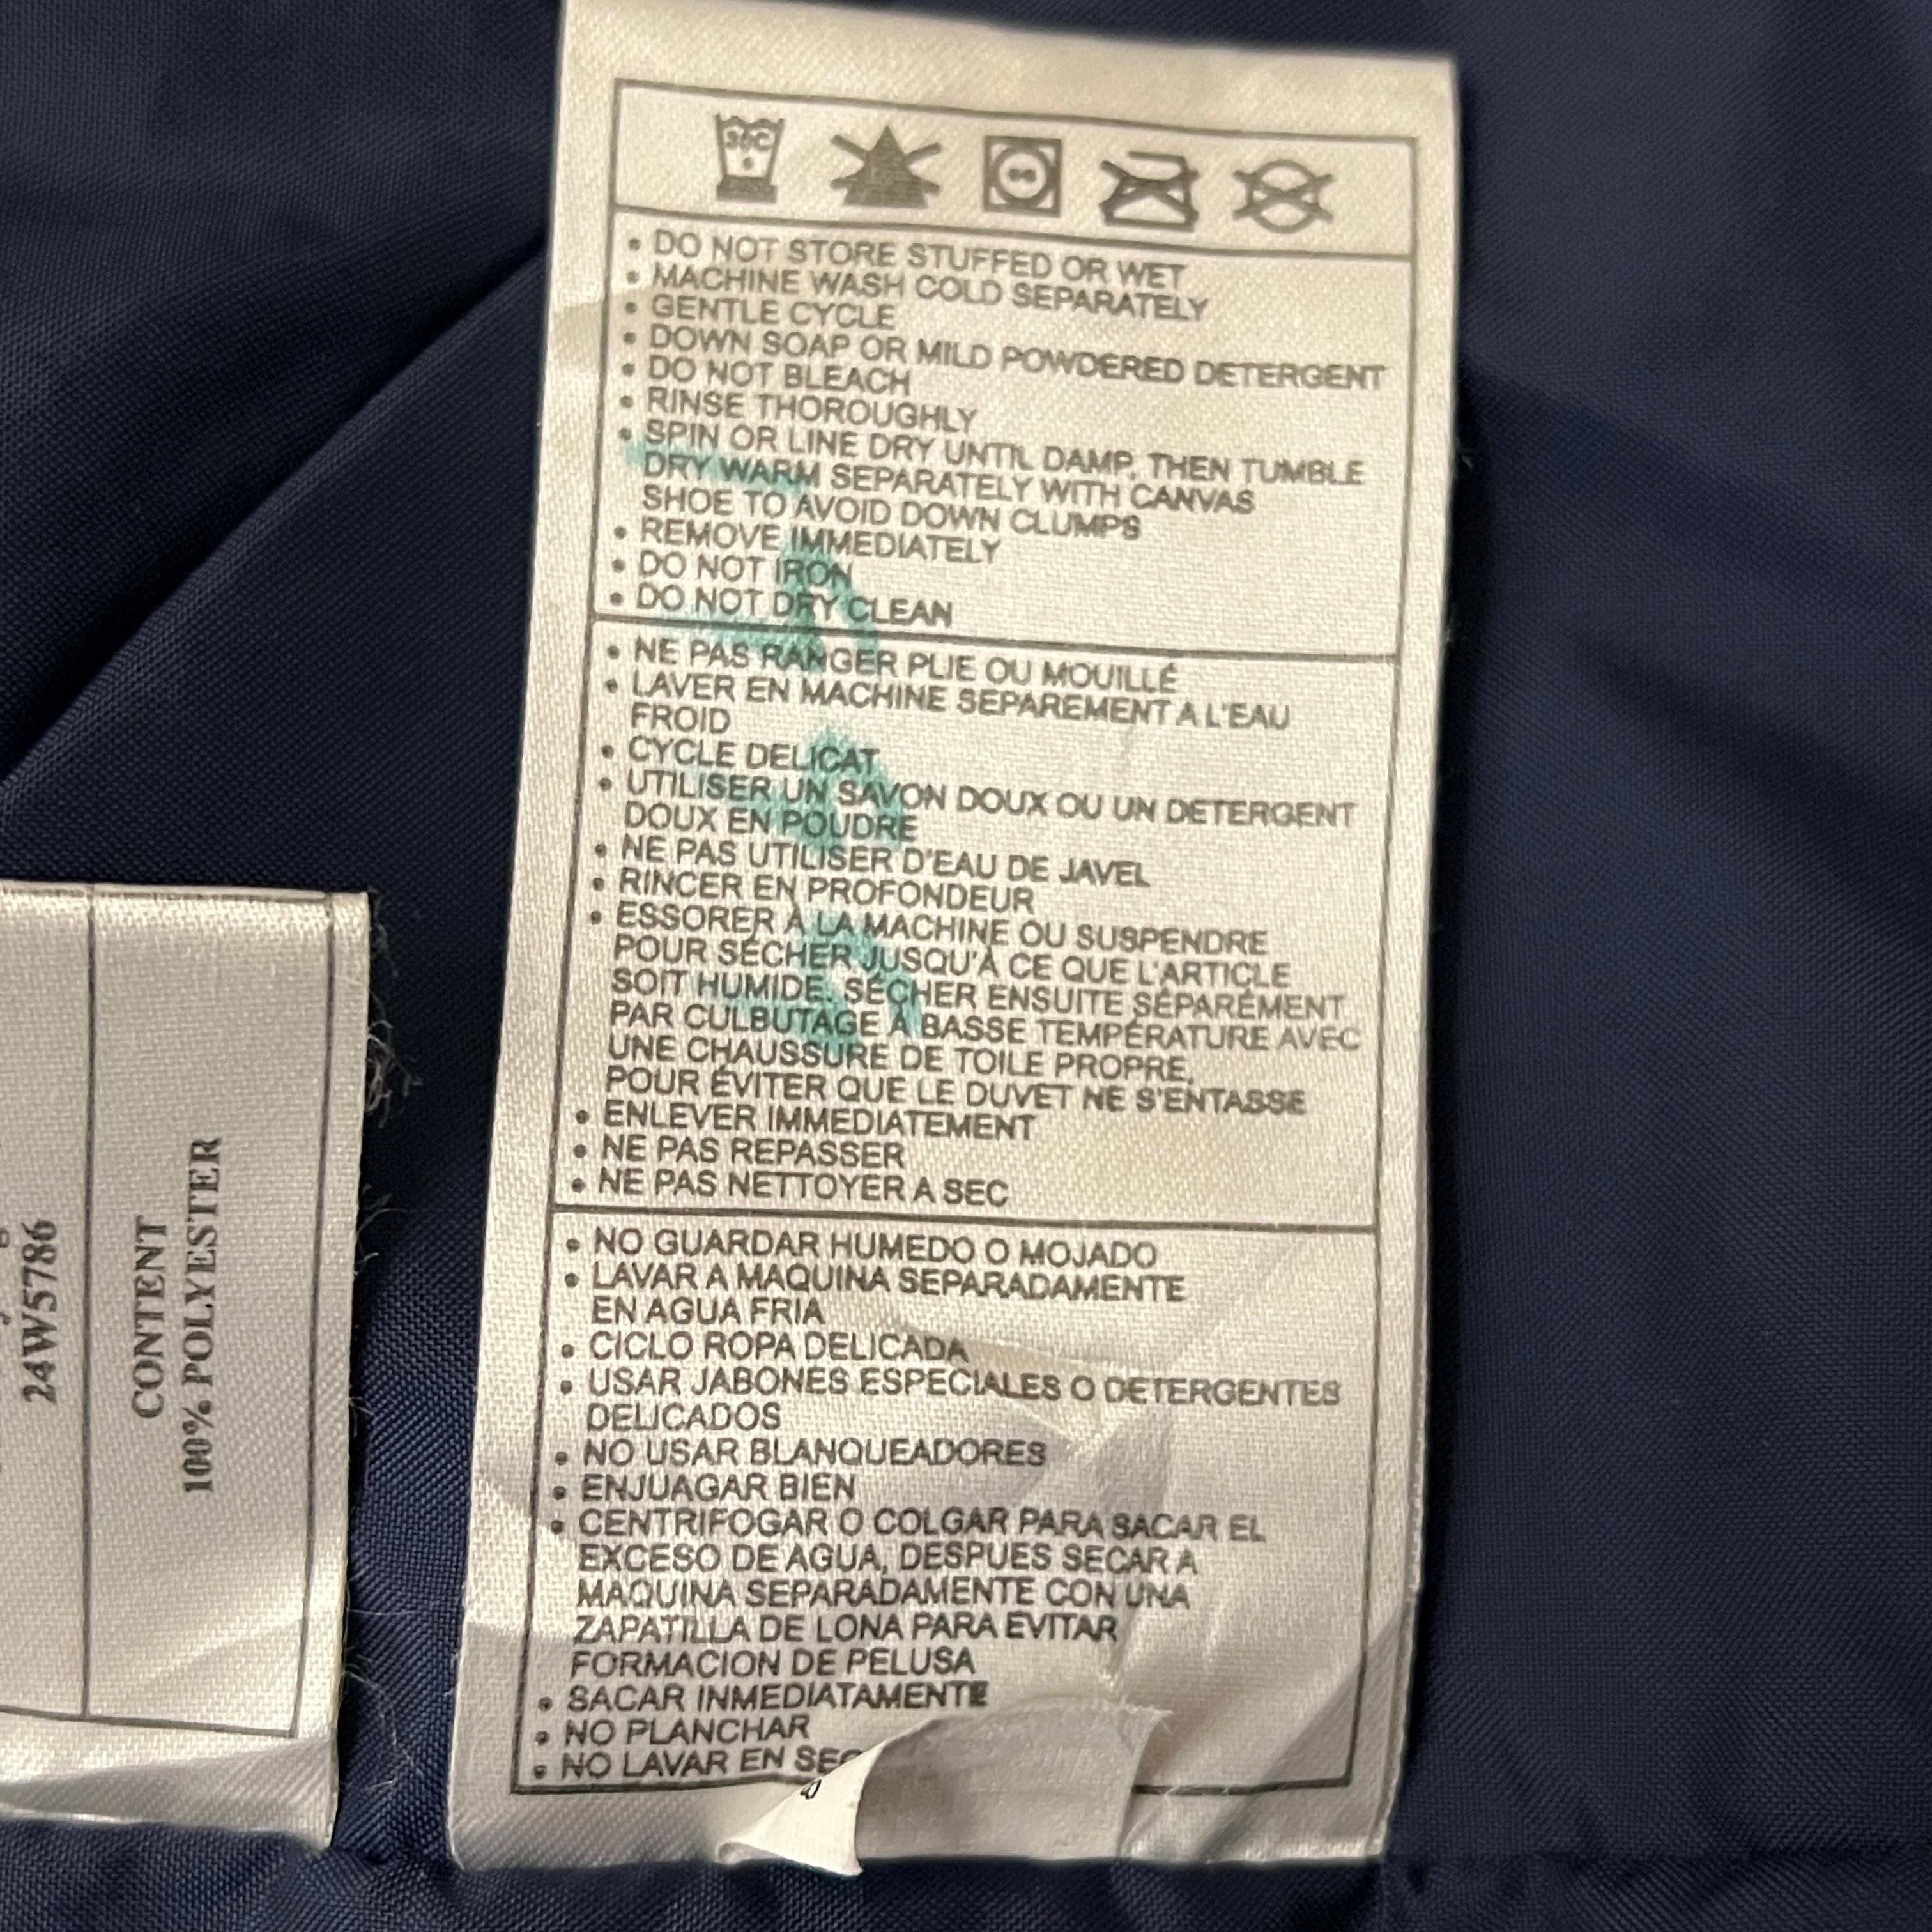 30C
DO NOT STORE STUFFED OR WET
MACHINE WASH COLD SEPARATELY
GENTLE CYCLE
DOWN SOAP OR MILD POWDERED DETERGENT
DO NOT BLEACH
RINSE THOROUGHLY
SPIN OR LINE DRY UNTIL DAMP, THEN TUMBLE
DRY WARM SEPARATELY WITH CANVAS
SHOE TO AVOID DOWN CLUMPS
REMOVE IMMEDIATELY
DO NOT IRON
DO NOT DRY CLEAN
NE PAS RANGER PLIE OU MOUILLÉ
LAVER EN MACHINE SEPAREMENT A L'EAU
FROID
CYCLE DELICAT
UTILISER UN SAVON DOUX OU UN DETERGENT
DOUX EN POUDRE
NE PAS UTILISER D'EAU DE JAVEL
RINCER EN PROFONDEUR
ESSORER À LA MACHINE OU SUSPENDRE
POUR SÉCHER JUSQU'À CE QUE L'ARTICLE
SOIT HUMIDE. SÉCHER ENSUITE SÉPARÉMENT
PAR CULBUTAGE À BASSE TEMPÉRATURE AVEC
UNE CHAUSSURE DE TOILE PROPRE,
POUR ÉVITER QUE LE DUVET NE S'ENTASSE
ENLEVER IMMEDIATEMENT
NE PAS REPASSER
NE PAS NETTOYER A SEC
NO GUARDAR HUMEDO O MOJADO
LAVAR A MAQUINA SEPARADAMENTE
EN AGUA FRIA
CICLO ROPA DELICADA
USAR JABONES ESPECIALES O DETERGENTES
DELICADOS
NO USAR BLANQUEADORES
ENJUAGAR BIEN
CENTRIFOGAR O COLGAR PARA SACAR EL
EXCESO DE AGUA, DESPUES SECAR A
MAQUINA SEPARADAMENTE CON UNA
ZAPATILLA DE LONA PARA EVITAR
FORMACION DE PELUSA
SACAR INMEDIATAMENTE
NO PLANCHAR
NO LAVAR EN SEC
24W5786
CONTENT
100% POLYESTER